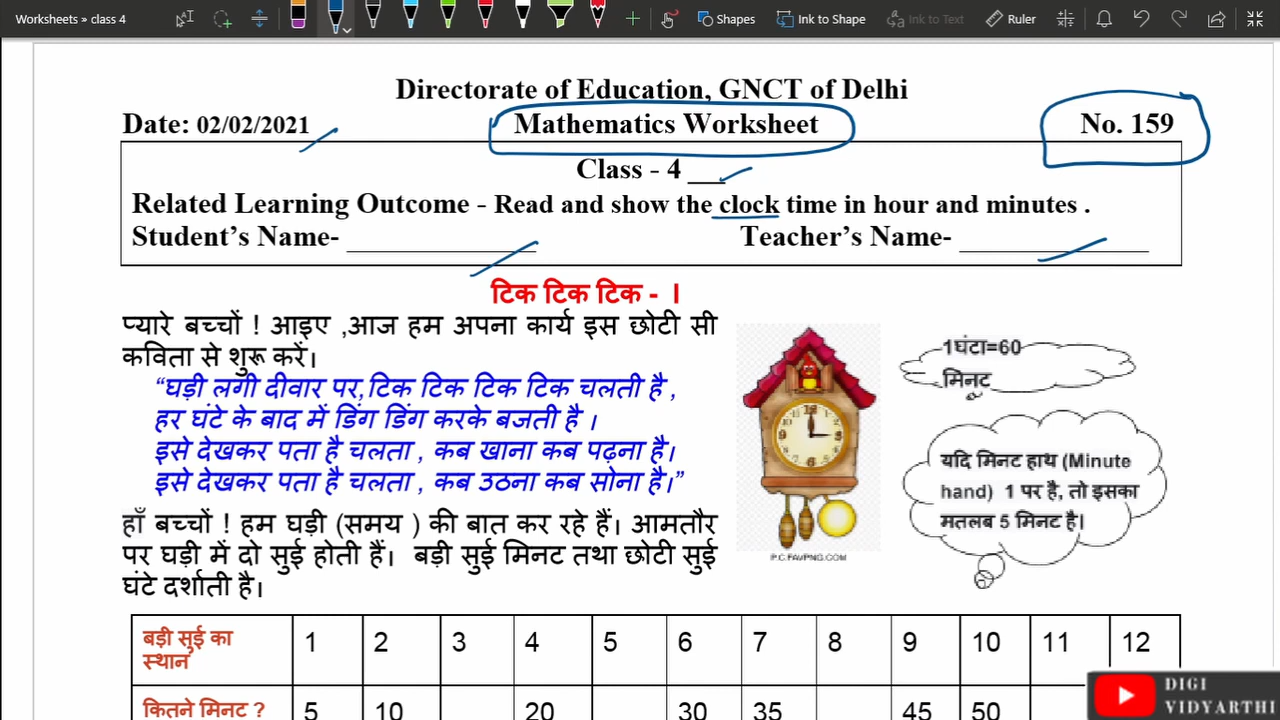 Worksheets » class 4
Shapes
Ink to Shape
Ink to Text
Ruler
Directorate of Education, GNCT of Delhi
Date: 02/02/2021 Mathematics Worksheet No. 159
Class - 4 ___
Related Learning Outcome - Read and show the clock time in hour and minutes .
Student’s Name- ______________ Teacher’s Name- ______________
टिक टिक टिक - I
प्यारे बच्चों ! आइए ,आज हम अपना कार्य इस छोटी सी
कविता से शुरू करें।
“घड़ी लगी दीवार पर,टिक टिक टिक टिक चलती है ,
हर घंटे के बाद में डिंग डिंग करके बजती है ।
इसे देखकर पता है चलता , कब खाना कब पढ़ना है।
इसे देखकर पता है चलता , कब उठना कब सोना है।”
हाँ बच्चों ! हम घड़ी (समय ) की बात कर रहे हैं। आमतौर
पर घड़ी में दो सुई होती हैं। बड़ी सुई मिनट तथा छोटी सुई
घंटे दर्शाती है।
P.C.FAVPNG.COM
1घंटा=60
मिनट
यदि मिनट हाथ (Minute
hand) 1 पर है, तो इसका
मतलब 5 मिनट है।
बड़ी सुई का
स्थान 1 2 3 4 5 6 7 8 9 10 11 12
कितने मिनट ? 5 10 20 30 35 45 50
DIGI
VIDYARTHI